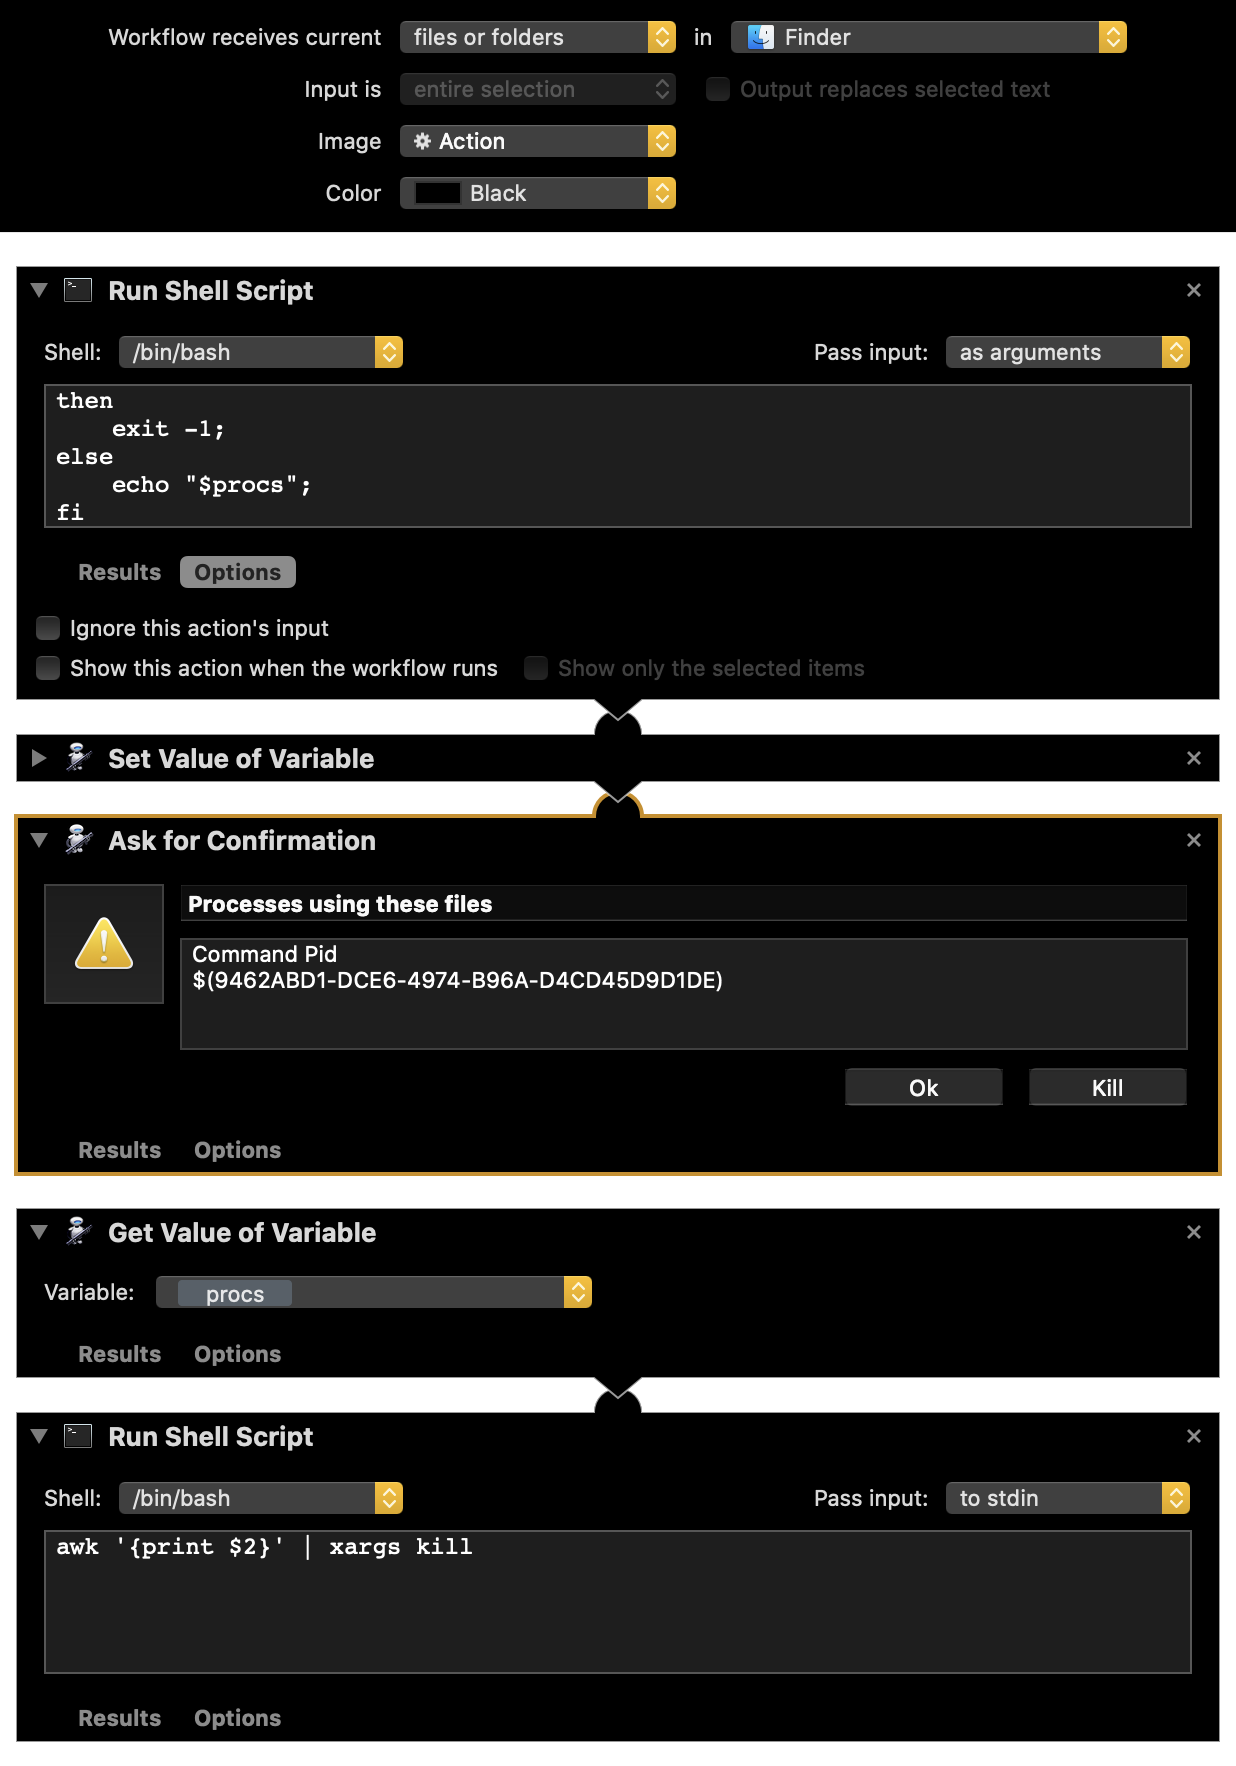 Workflow receives current files or folders in Finder
Input is entire selection Output replaces selected text
Image Action
Color Black
Run Shell Script
Shell: /bin/bash Pass input: as arguments
then
    exit -1;
else
    echo "$procs";
fi
Results Options
Ignore this action's input
Show this action when the workflow runs Show only the selected items
Set Value of Variable
Ask for Confirmation
Processes using these files
Command Pid
$(9462ABD1-DCE6-4974-B96A-D4CD45D9D1DE)
Ok Kill
Results Options
Get Value of Variable
Variable: procs
Results Options
Run Shell Script
Shell: /bin/bash Pass input: to stdin
awk '{print $2}' | xargs kill
Results Options